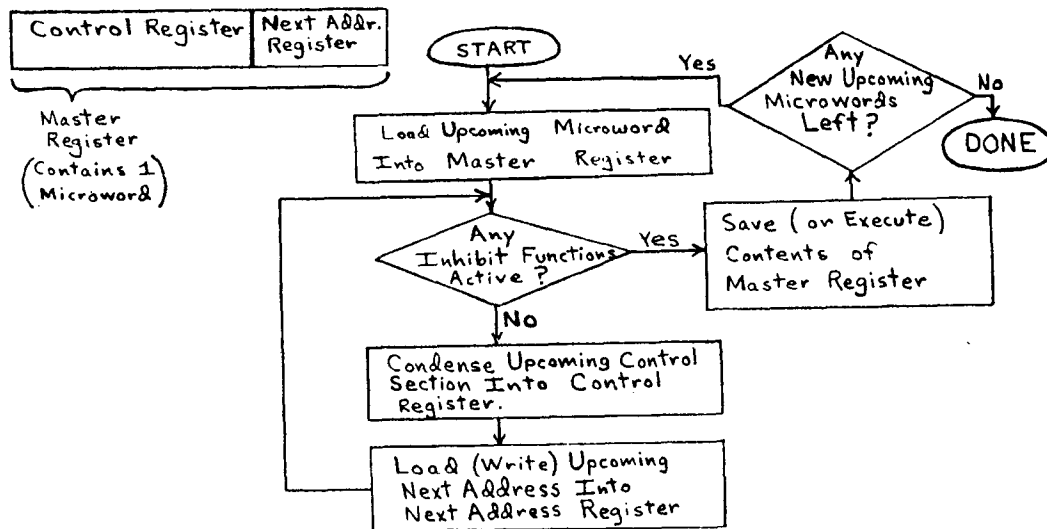 Control Register
Next Addr.
Register
Master
Register
(Contains 1
Microword)
START
Load Upcoming Microword
Into Master Register
Any
Inhibit Functions
Active?
Yes
No
Condense Upcoming Control
Section Into Control
Register.
Load (Write) Upcoming
Next Address Into
Next Address Register
Save (or Execute)
Contents of
Master Register
Any
New Upcoming
Microwords
Left?
Yes
No
DONE